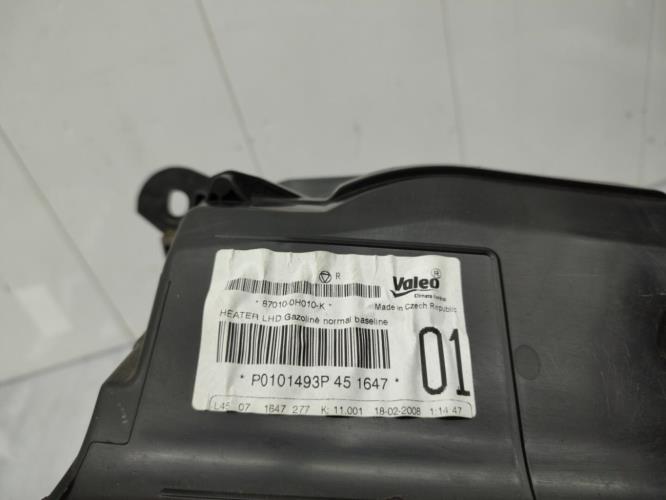 R
Valeo
Climate Control
* 87010-0H010-K *
Made in Czech Republic
HEATER LHD Gazoline normal baseline
01
* P0101493P 45 1647 *
L45 07 1647 277 K: 11.001 18-02-2008 1:14:47